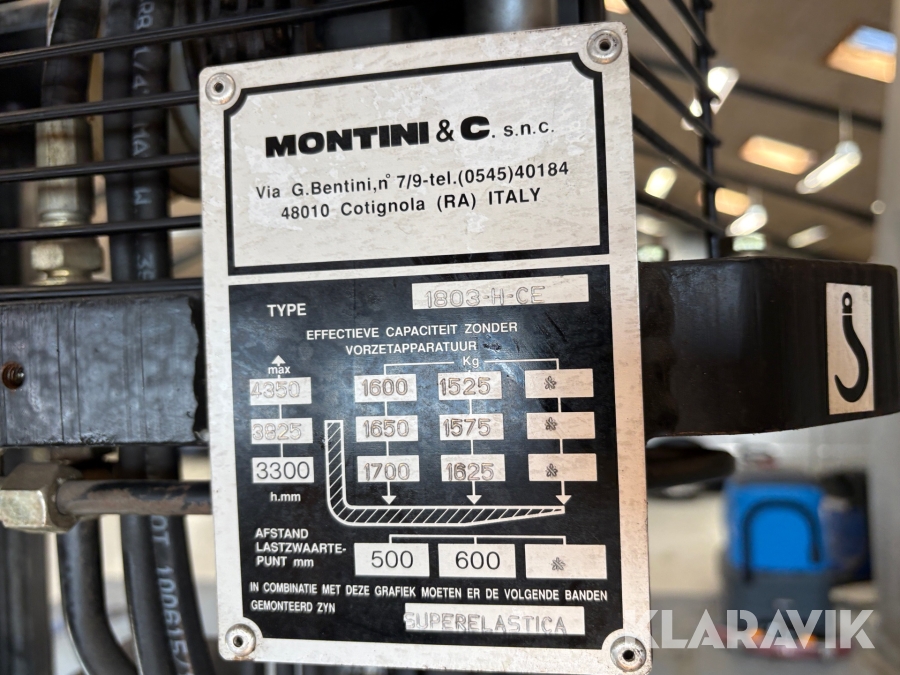 MONTINI & C. s.n.c.
Via G.Bentini,n° 7/9-tel.(0545)40184
48010 Cotignola (RA) ITALY
TYPE 1803-H-CE
EFFECTIEVE CAPACITEIT ZONDER
VORZETAPPARATUUR
Kg
max
4350 1600 1525 *
3825 1650 1575 *
3300 1700 1625 *
h.mm
AFSTAND
LASTZWAARTE-
PUNT mm
500 600 *
IN COMBINATIE MET DEZE GRAFIEK MOETEN ER DE VOLGENDE BANDEN
GEMONTEERD ZYN SUPERELASTICA
KLARAVIK